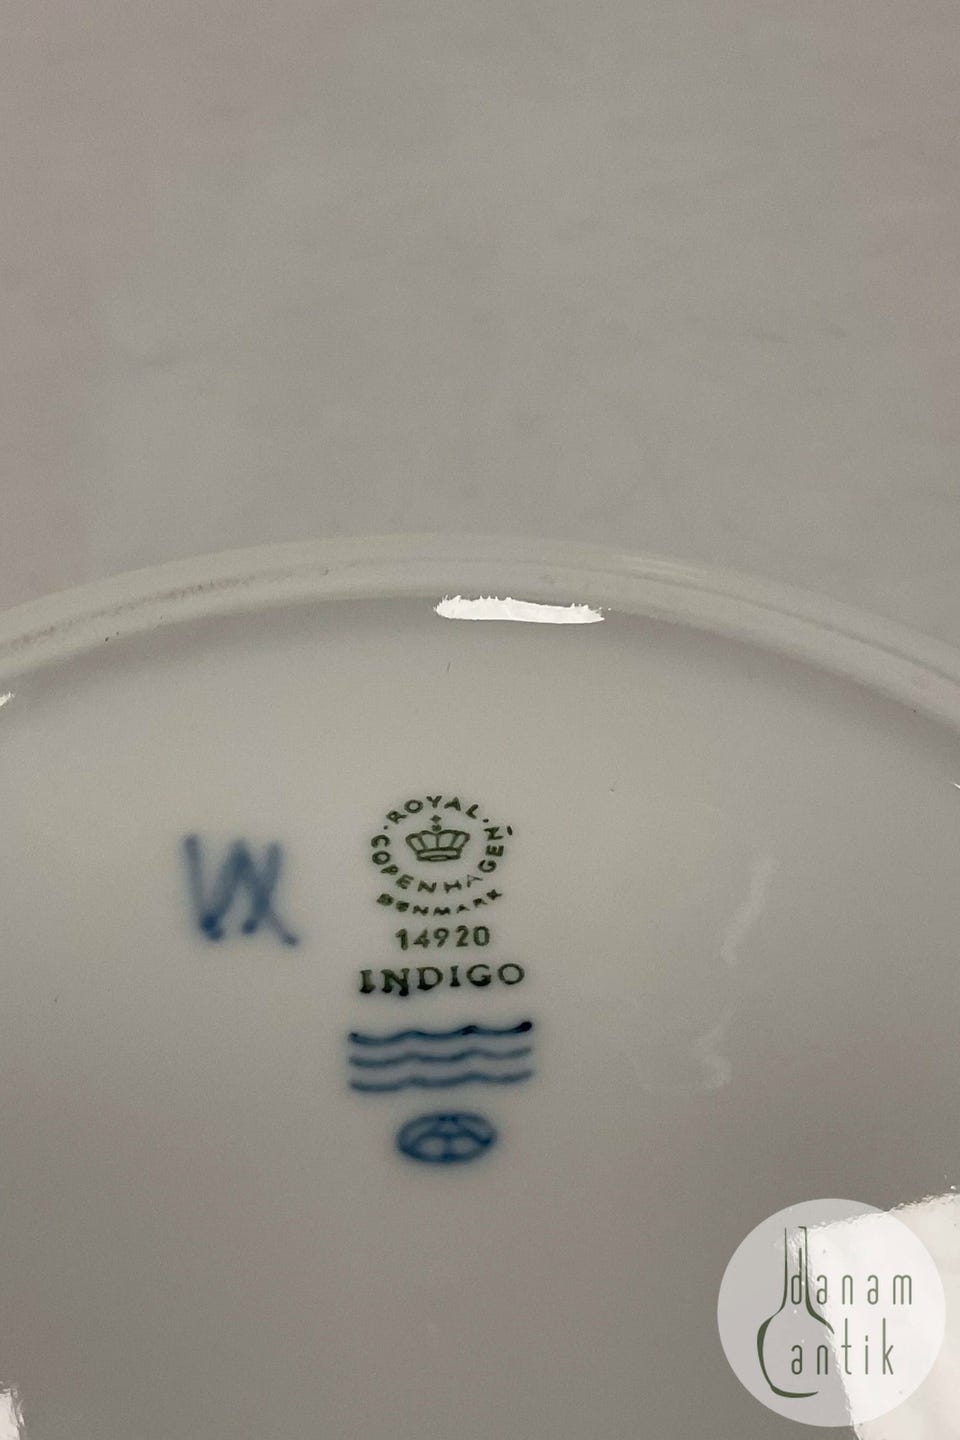 ·ROYAL·
COPENHAGEN
DENMARK
14920
INDIGO
danam
antik